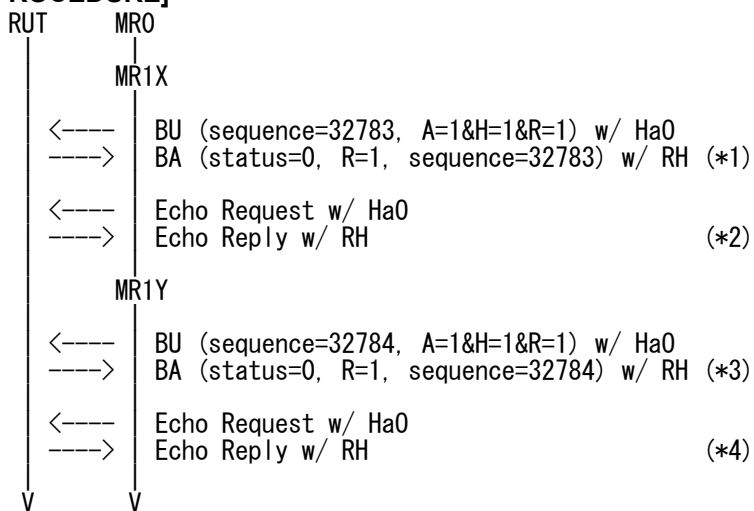 RUT MR0
MR1X
<---- BU (sequence=32783, A=1&H=1&R=1) w/ HaO
----> BA (status=0, R=1, sequence=32783) w/ RH (*1)
<---- Echo Request w/ HaO
----> Echo Reply w/ RH (*2)
MR1Y
<---- BU (sequence=32784, A=1&H=1&R=1) w/ HaO
----> BA (status=0, R=1, sequence=32784) w/ RH (*3)
<---- Echo Request w/ HaO
----> Echo Reply w/ RH (*4)
V V